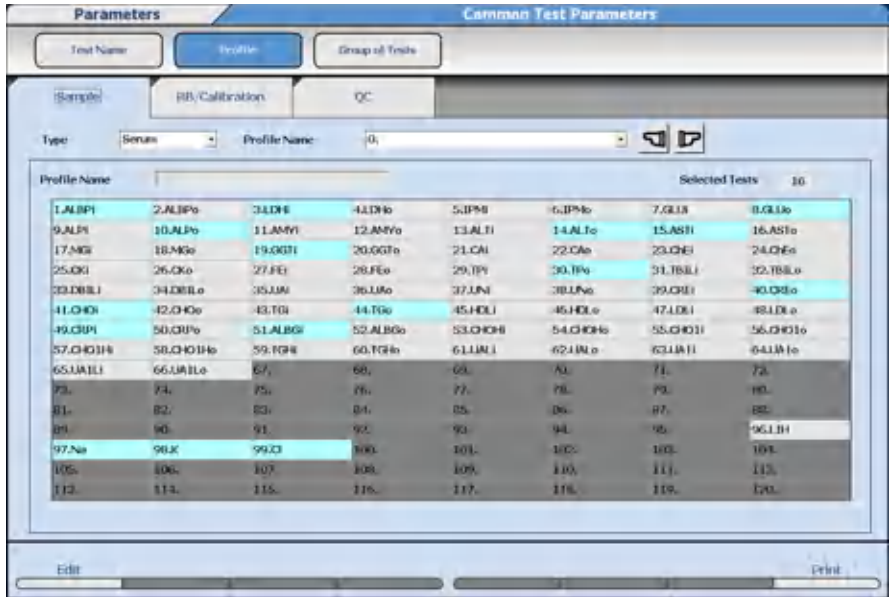 Parameters Common Test Parameters
Test Name Profile Group of Tests
Sample RB/Calibration QC
Type Serum Profile Name 0.
Profile Name Selected Tests 16
1.ALBPi 2.ALBPo 3.LDHi 4.LDHo 5.IPMi 6.IPMo 7.GLUi 8.GLUo
9.ALPi 10.ALPo 11.AMYi 12.AMYo 13.ALTi 14.ALTo 15.ASTi 16.ASTo
17.MGi 18.MGo 19.GGTi 20.GGTo 21.CAi 22.CAo 23.ChEi 24.ChEo
25.CKi 26.CKo 27.FEi 28.FEo 29.TPi 30.TPo 31.TBILi 32.TBILo
33.DBILi 34.DBILo 35.UAi 36.UAo 37.UNi 38.UNo 39.CREi 40.CREo
41.CHOi 42.CHOo 43.TGi 44.TGo 45.HDLi 46.HDLo 47.LDLi 48.LDLo
49.CRPi 50.CRPo 51.ALBGi 52.ALBGo 53.CHOHi 54.CHOHo 55.CHO1i 56.CHO1o
57.CHO1Hi 58.CHO1Ho 59.TGHi 60.TGHo 61.UALi 62.UALo 63.UA1i 64.UA1o
65.UA1Li 66.UA1Lo 67. 68. 69. 70. 71. 72.
73. 74. 75. 76. 77. 78. 79. 80.
81. 82. 83. 84. 85. 86. 87. 88.
89. 90. 91. 92. 93. 94. 95. 96.LIH
97.Na 98.K 99.Cl 100. 101. 102. 103. 104.
105. 106. 107. 108. 109. 110. 111. 112.
113. 114. 115. 116. 117. 118. 119. 120.
Edit Print